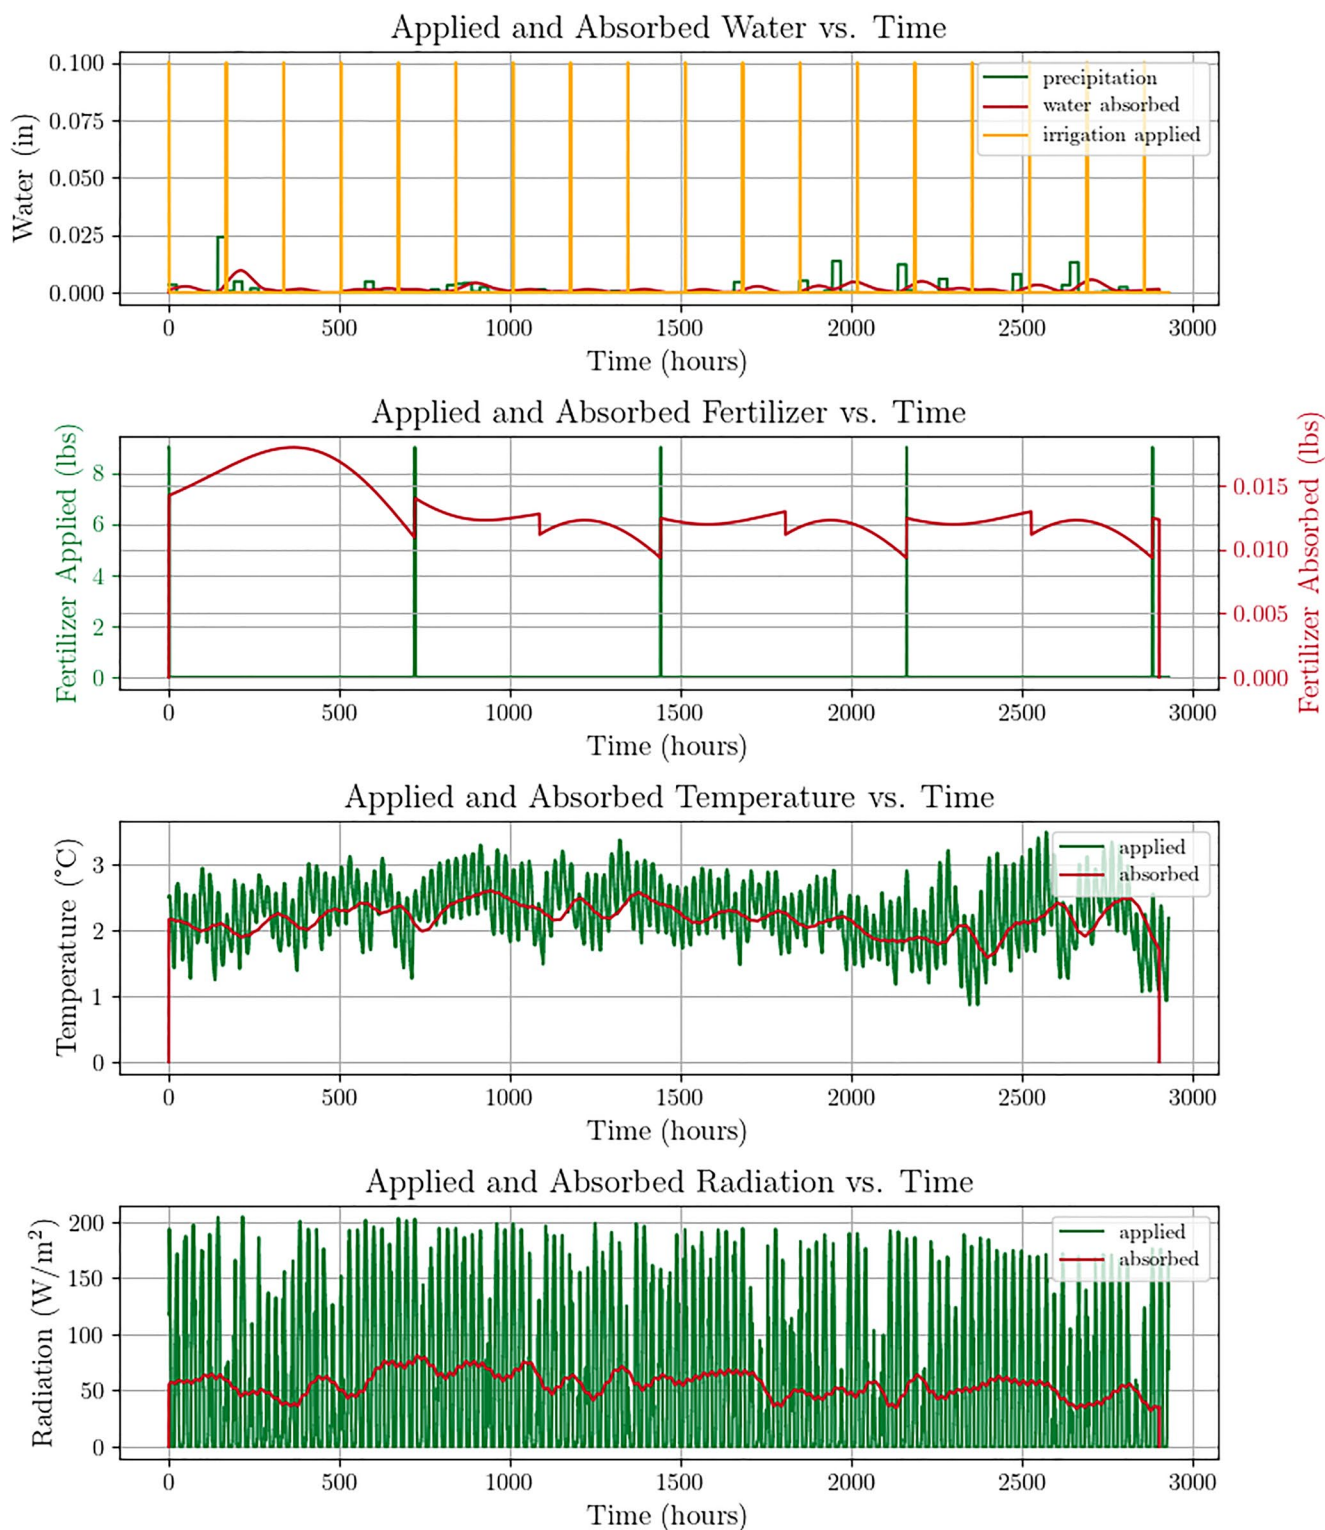 Applied and Absorbed Water vs. Time
Water (in)
0.100
0.075
0.050
0.025
0.000
precipitation
water absorbed
irrigation applied
0 500 1000 1500 2000 2500 3000
Time (hours)
Applied and Absorbed Fertilizer vs. Time
Fertilizer Applied (lbs)
8
6
4
2
0
0.015
0.010
0.005
0.000
Fertilizer Absorbed (lbs)
0 500 1000 1500 2000 2500 3000
Time (hours)
Applied and Absorbed Temperature vs. Time
Temperature (°C)
3
2
1
0
applied
absorbed
0 500 1000 1500 2000 2500 3000
Time (hours)
Applied and Absorbed Radiation vs. Time
Radiation (W/m²)
200
150
100
50
0
applied
absorbed
0 500 1000 1500 2000 2500 3000
Time (hours)